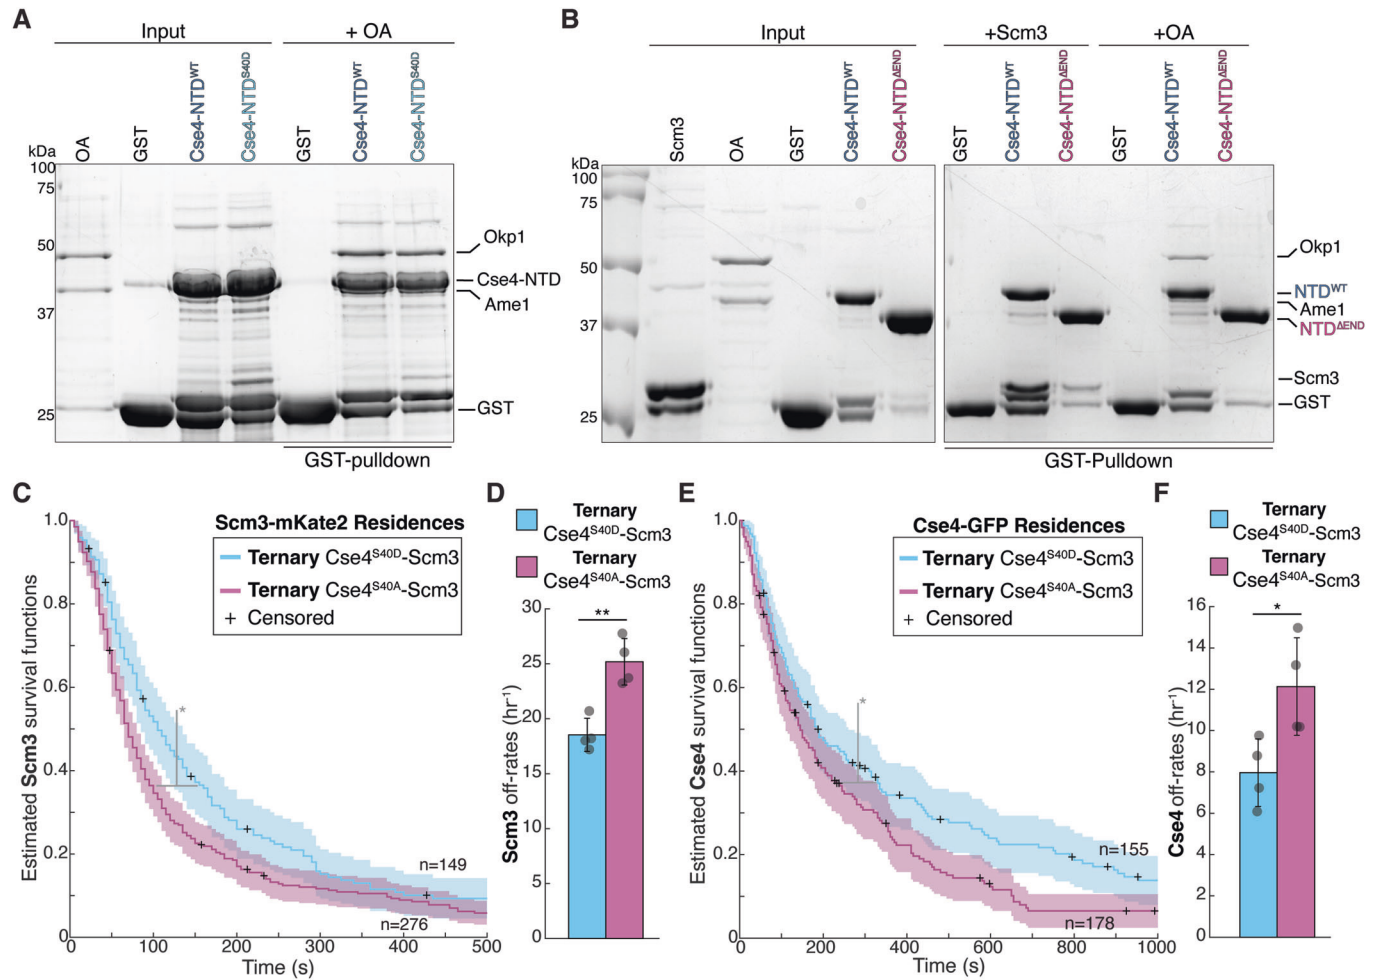 A
Input
+ OA
OA
GST
Cse4-NTD^WT
Cse4-NTD^S40D
GST
Cse4-NTD^WT
Cse4-NTD^S40D
kDa
100
75
50
37
25
Okp1
Cse4-NTD
Ame1
GST
GST-pulldown
B
Input
+Scm3
+OA
Scm3
OA
GST
Cse4-NTD^WT
Cse4-NTD^ΔEND
GST
Cse4-NTD^WT
Cse4-NTD^ΔEND
GST
Cse4-NTD^WT
Cse4-NTD^ΔEND
kDa
100
75
50
37
25
Okp1
NTD^WT
Ame1
NTD^ΔEND
Scm3
GST
GST-Pulldown
C
Scm3-mKate2 Residences
Ternary Cse4^S40D-Scm3
Ternary Cse4^S40A-Scm3
+ Censored
Estimated Scm3 survival functions
1.0
0.8
0.6
0.4
0.2
0
*
n=149
n=276
0
100
200
300
400
500
Time (s)
D
Ternary
Cse4^S40D-Scm3
Ternary
Cse4^S40A-Scm3
Scm3 off-rates (hr⁻¹)
30
25
20
15
10
5
0
**
E
Cse4-GFP Residences
Ternary Cse4^S40D-Scm3
Ternary Cse4^S40A-Scm3
+ Censored
Estimated Cse4 survival functions
1.0
0.8
0.6
0.4
0.2
0
*
n=155
n=178
0
200
400
600
800
1000
Time (s)
F
Ternary
Cse4^S40D-Scm3
Ternary
Cse4^S40A-Scm3
Cse4 off-rates (hr⁻¹)
16
14
12
10
8
6
4
2
0
*